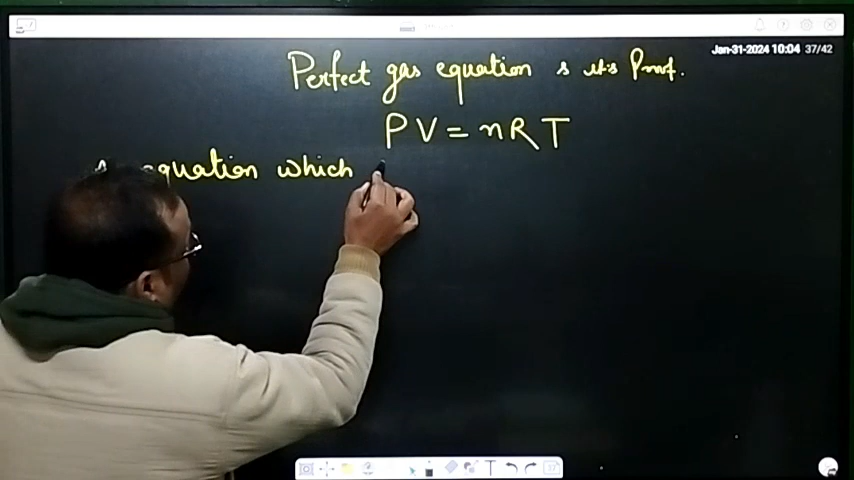 Jan-31-2024 10:04 37/42
Perfect gas equation & it's Proof.
PV = nRT
equation which